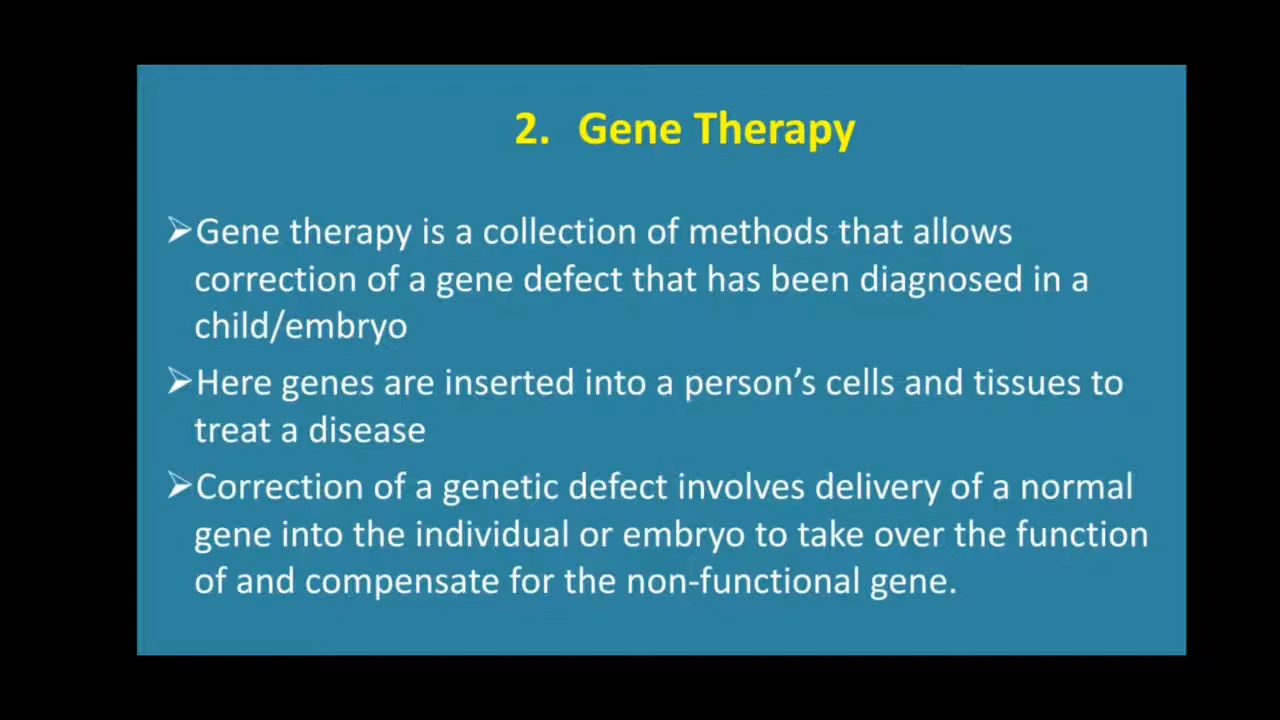 2. Gene Therapy
➢Gene therapy is a collection of methods that allows
correction of a gene defect that has been diagnosed in a
child/embryo
➢Here genes are inserted into a person’s cells and tissues to
treat a disease
➢Correction of a genetic defect involves delivery of a normal
gene into the individual or embryo to take over the function
of and compensate for the non-functional gene.